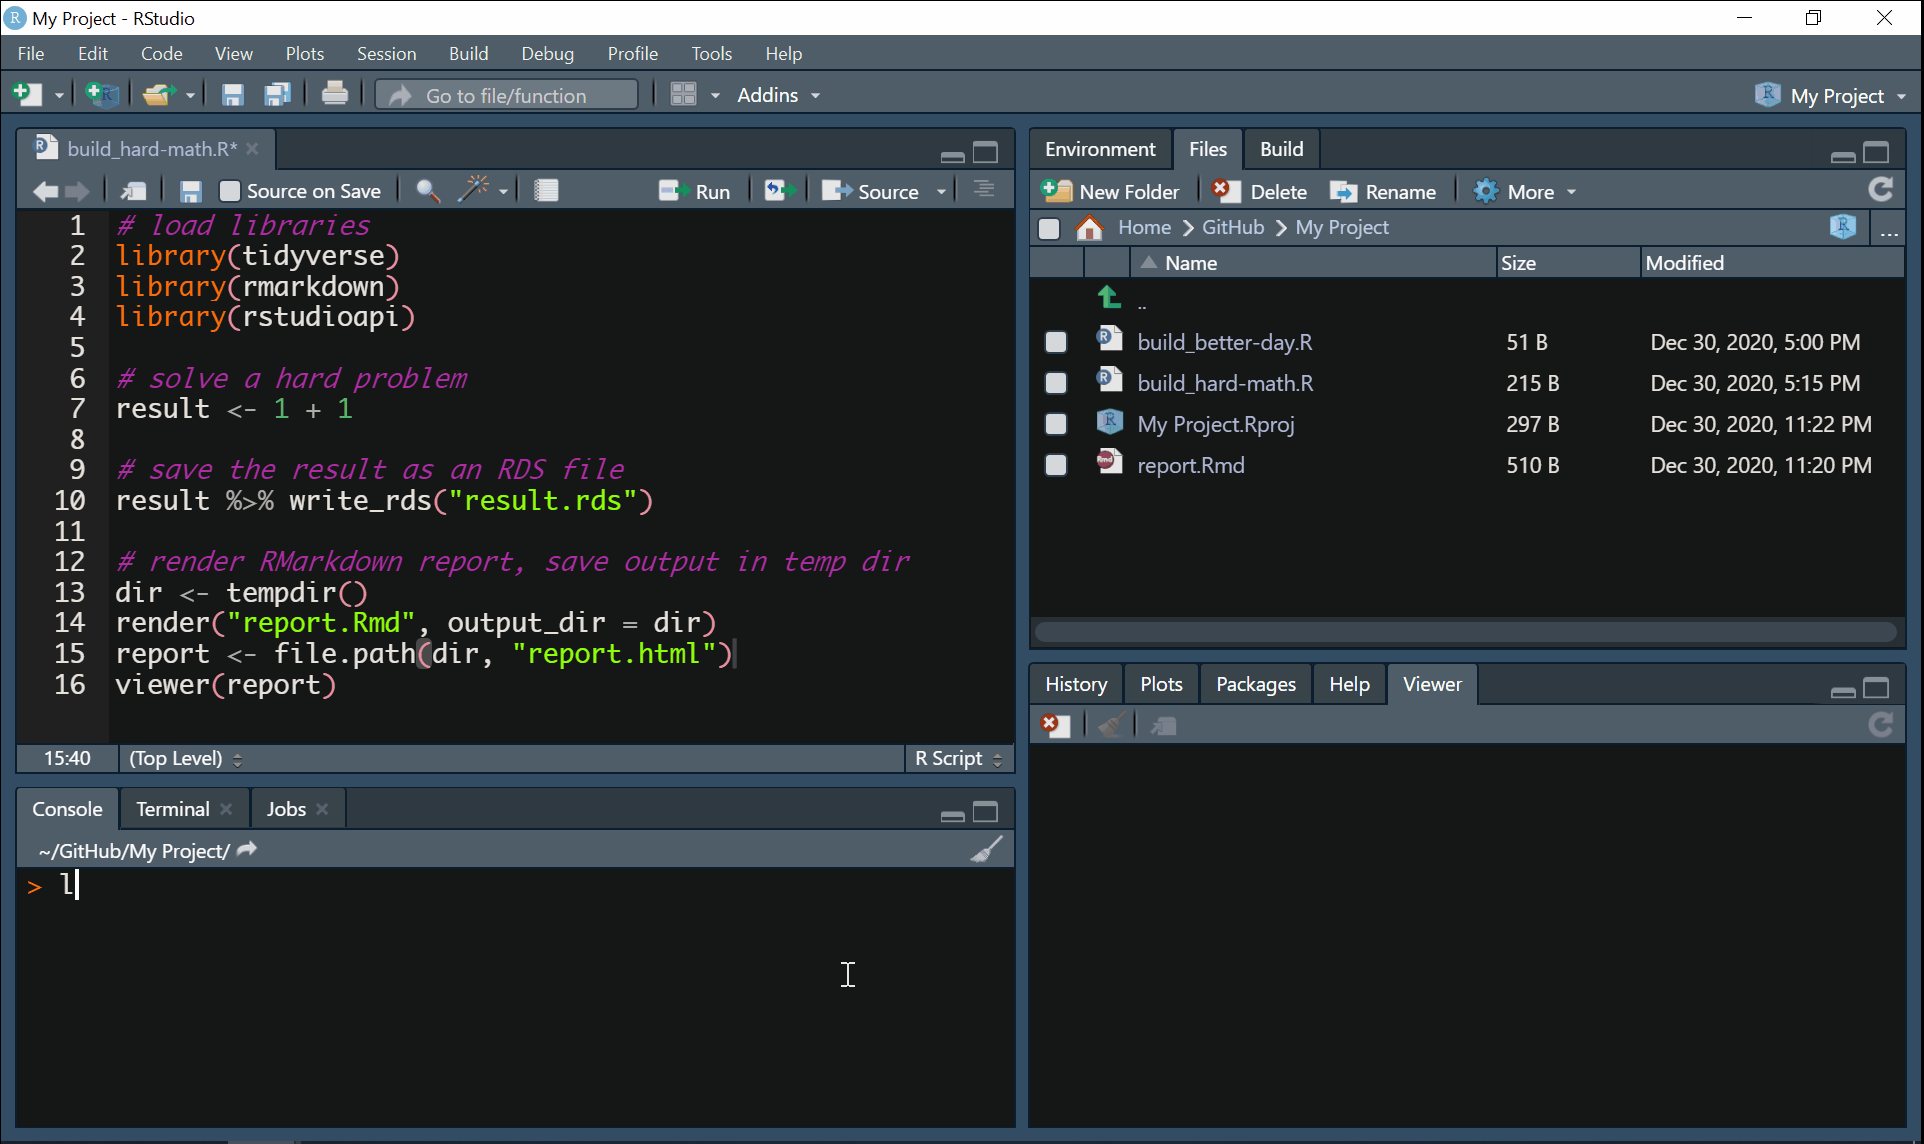 My Project - RStudio
File Edit Code View Plots Session Build Debug Profile Tools Help
Go to file/function Addins My Project
build_hard-math.R*
Source on Save Run Source
1 # load libraries
2 library(tidyverse)
3 library(rmarkdown)
4 library(rstudioapi)
5
6 # solve a hard problem
7 result <- 1 + 1
8
9 # save the result as an RDS file
10 result %>% write_rds("result.rds")
11
12 # render RMarkdown report, save output in temp dir
13 dir <- tempdir()
14 render("report.Rmd", output_dir = dir)
15 report <- file.path(dir, "report.html")
16 viewer(report)
15:40 (Top Level) R Script
Console Terminal Jobs
~/GitHub/My Project/
> l
Environment Files Build
New Folder Delete Rename More
Home GitHub My Project ...
Name Size Modified
..
build_better-day.R 51 B Dec 30, 2020, 5:00 PM
build_hard-math.R 215 B Dec 30, 2020, 5:15 PM
My Project.Rproj 297 B Dec 30, 2020, 11:22 PM
report.Rmd 510 B Dec 30, 2020, 11:20 PM
History Plots Packages Help Viewer